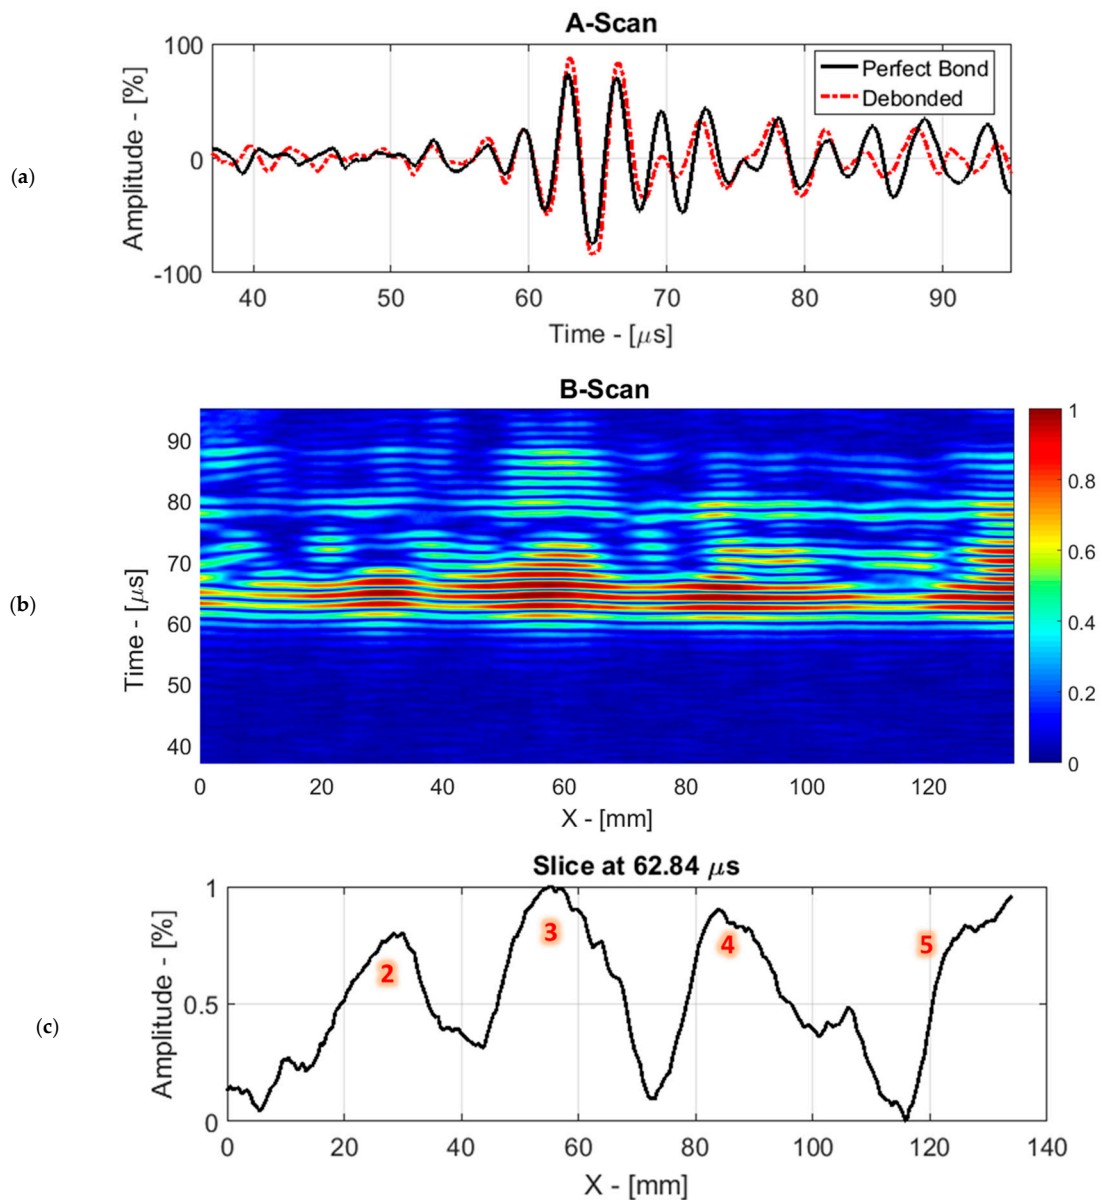 A-Scan
(a)
Amplitude - [%]
100
0
-100
Perfect Bond
Debonded
40 50 60 70 80 90
Time - [μs]
B-Scan
(b)
Time - [μs]
90
80
70
60
50
40
0 20 40 60 80 100 120
X - [mm]
1
0.8
0.6
0.4
0.2
0
Slice at 62.84 μs
(c)
Amplitude - [%]
1
0.5
0
2
3
4
5
0 20 40 60 80 100 120 140
X - [mm]